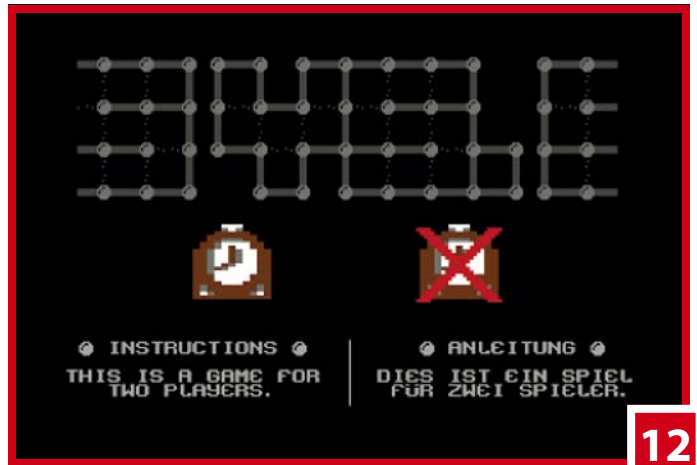 INSTRUCTIONS
THIS IS A GAME FOR
TWO PLAYERS.
ANLEITUNG
DIES IST EIN SPIEL
FÜR ZWEI SPIELER.
12